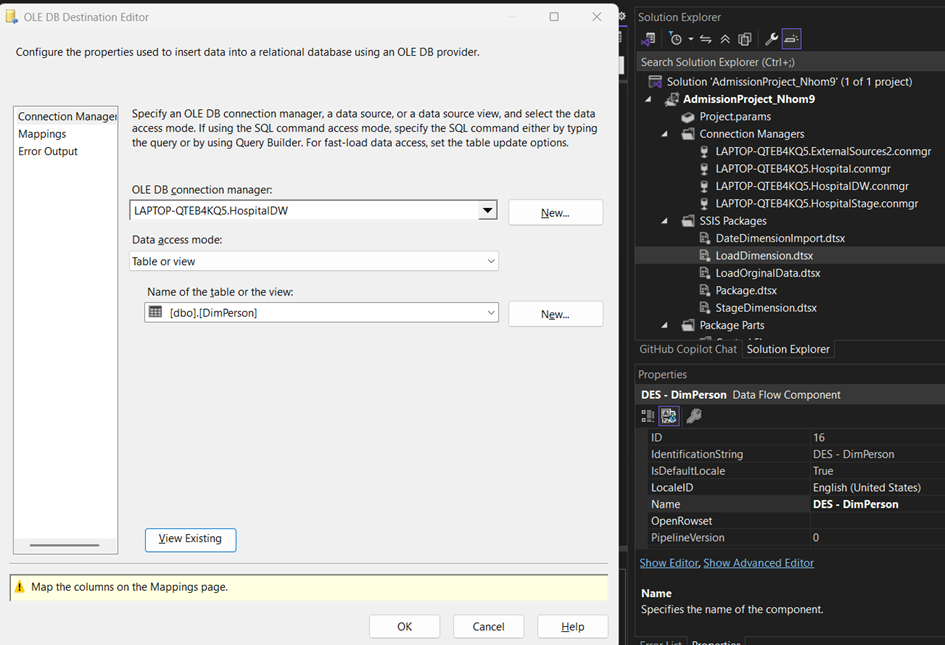 OLE DB Destination Editor
Configure the properties used to insert data into a relational database using an OLE DB provider.
Connection Manager
Mappings
Error Output
Specify an OLE DB connection manager, a data source, or a data source view, and select the data
access mode. If using the SQL command access mode, specify the SQL command either by typing
the query or by using Query Builder. For fast-load data access, set the table update options.
OLE DB connection manager:
LAPTOP-QTEB4KQ5.HospitalDW
New...
Data access mode:
Table or view
Name of the table or the view:
[dbo].[DimPerson]
New...
View Existing
Map the columns on the Mappings page.
OK
Cancel
Help
Solution Explorer
Search Solution Explorer (Ctrl+;)
Solution 'AdmissionProject_Nhom9' (1 of 1 project)
AdmissionProject_Nhom9
Project.params
Connection Managers
LAPTOP-QTEB4KQ5.ExternalSources2.conmgr
LAPTOP-QTEB4KQ5.Hospital.conmgr
LAPTOP-QTEB4KQ5.HospitalDW.conmgr
LAPTOP-QTEB4KQ5.HospitalStage.conmgr
SSIS Packages
DateDimensionImport.dtsx
LoadDimension.dtsx
LoadOrginalData.dtsx
Package.dtsx
StageDimension.dtsx
Package Parts
GitHub Copilot Chat
Solution Explorer
Properties
DES - DimPerson Data Flow Component
ID 16
IdentificationString DES - DimPerson
IsDefaultLocale True
LocaleID English (United States)
Name DES - DimPerson
OpenRowset
PipelineVersion 0
Show Editor, Show Advanced Editor
Name
Specifies the name of the component.
Error List
Properties